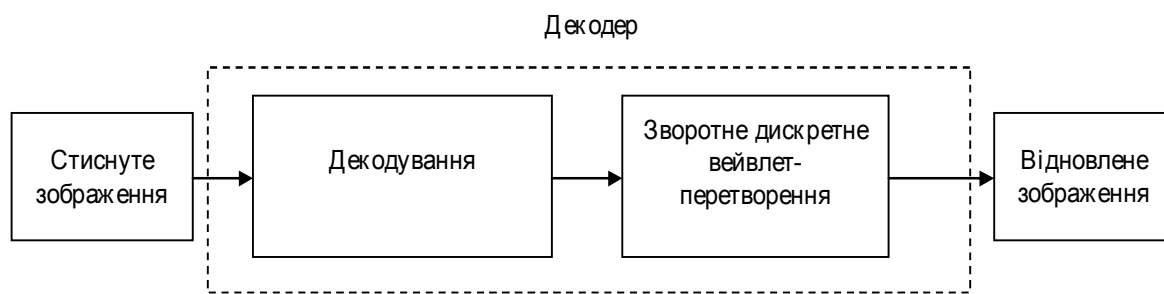 Декодер
Стиснуте
зображення
Декодування
Зворотне дискретне
вейвлет-
перетворення
Відновлене
зображення